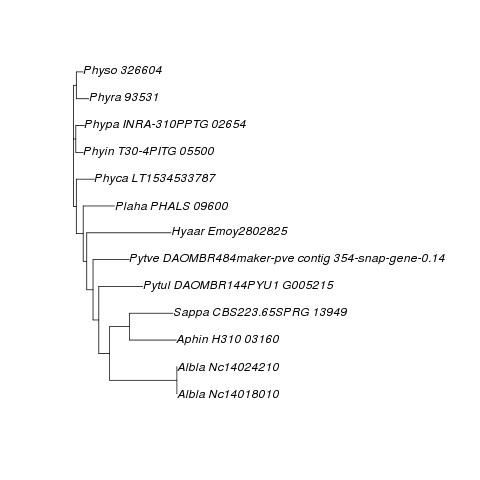 Physo 326604
Phyra 93531
Phypa INRA-310PPTG 02654
Phyin T30-4PITG 05500
Phyca LT1534533787
Plaha PHALS 09600
Hyaar Emoy2802825
Pytve DAOMBR484maker-pve contig 354-snap-gene-0.14
Pytul DAOMBR144PYU1 G005215
Sappa CBS223.65SPRG 13949
Aphin H310 03160
Albla Nc14024210
Albla Nc14018010